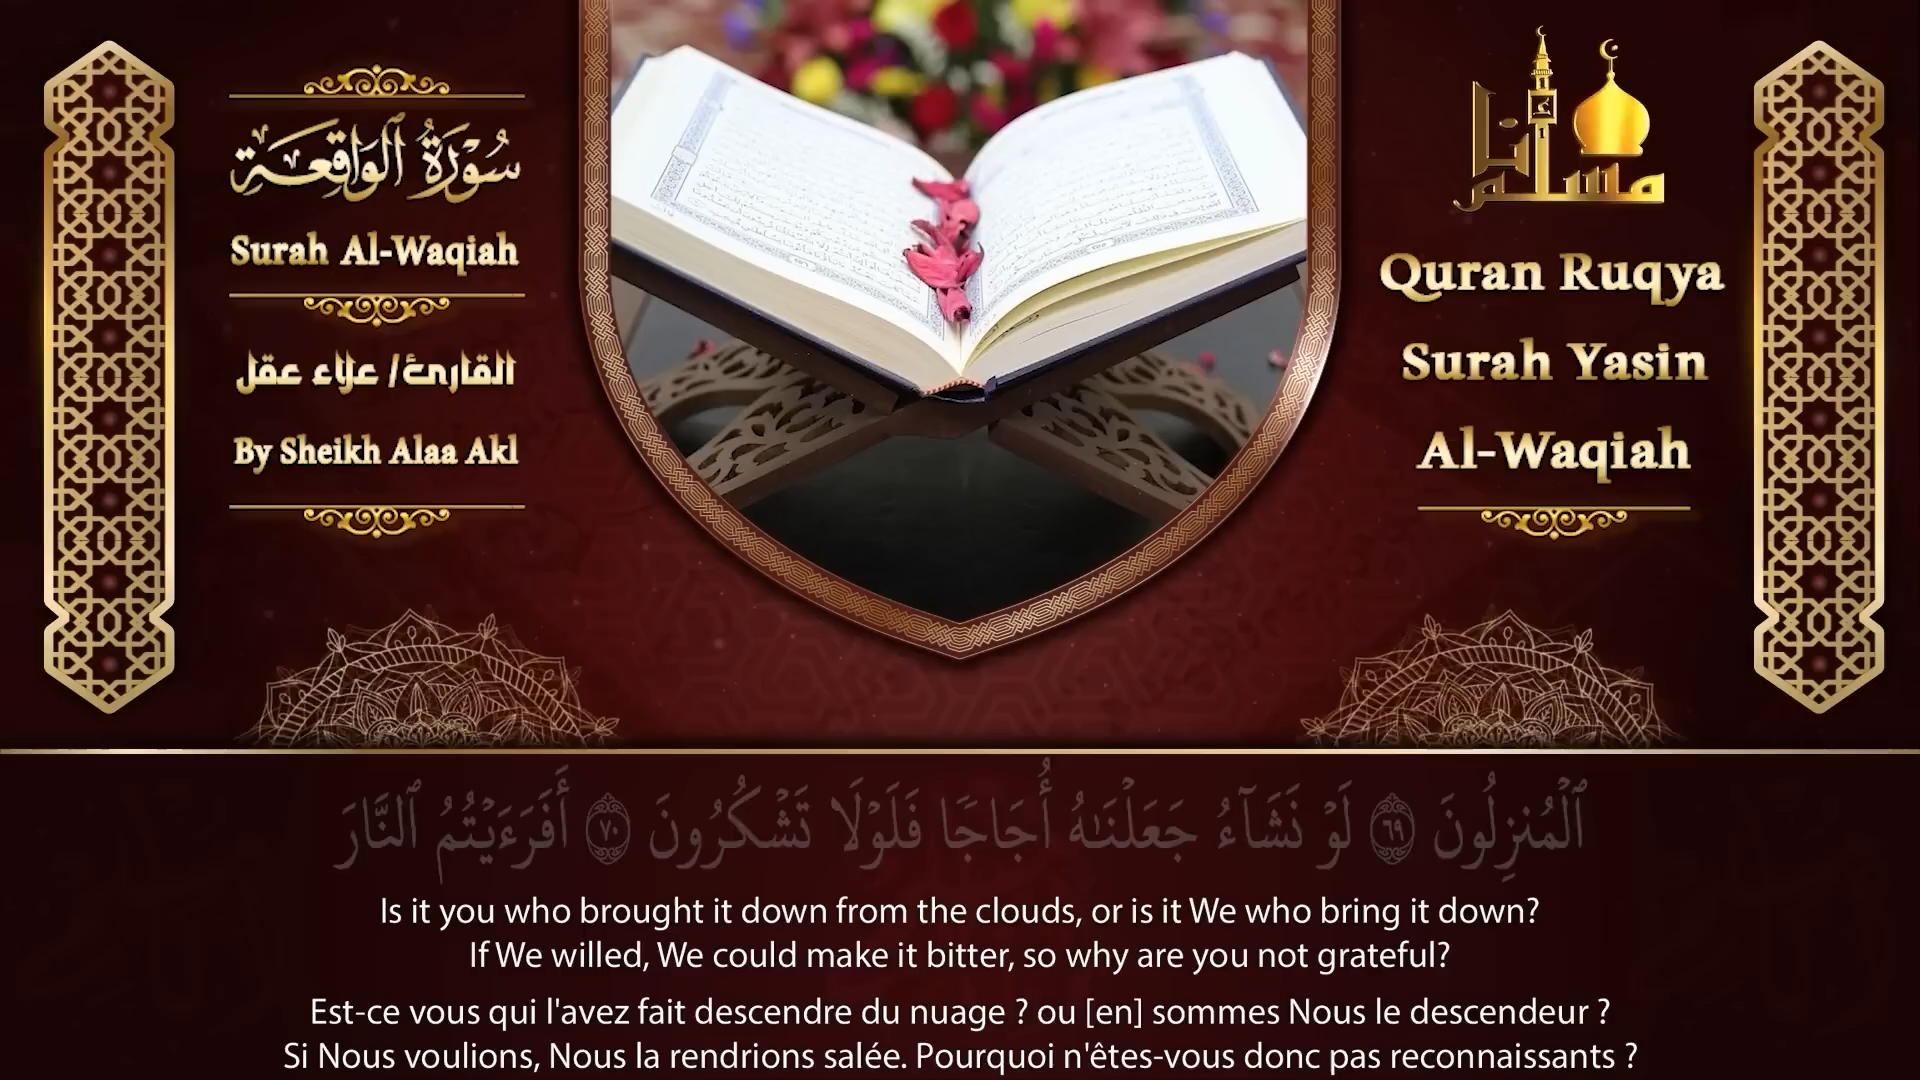 سُورَةُ الوَاقِعَة
Surah Al-Waqiah
القارئ/ علاء عقل
By Sheikh Alaa Akl
أنا
مسلم
Quran Ruqya
Surah Yasin
Al-Waqiah
ٱلْمُنزِلُونَ ٦٩ لَوْ نَشَآءُ جَعَلْنَـٰهُ أُجَاجًا فَلَوْلَا تَشْكُرُونَ ٧٠ أَفَرَءَيْتُمُ ٱلنَّارَ
Is it you who brought it down from the clouds, or is it We who bring it down?
If We willed, We could make it bitter, so why are you not grateful?
Est-ce vous qui l'avez fait descendre du nuage ? ou [en] sommes Nous le descendeur ?
Si Nous voulions, Nous la rendrions salée. Pourquoi n'êtes-vous donc pas reconnaissants ?